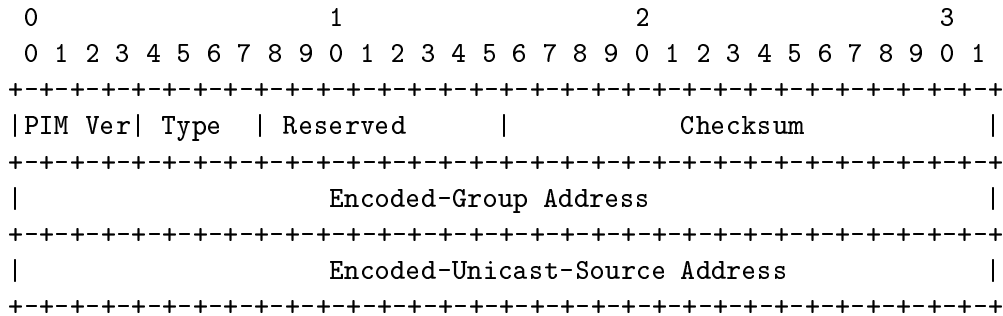 0                   1                   2                   3
0 1 2 3 4 5 6 7 8 9 0 1 2 3 4 5 6 7 8 9 0 1 2 3 4 5 6 7 8 9 0 1
+-+-+-+-+-+-+-+-+-+-+-+-+-+-+-+-+-+-+-+-+-+-+-+-+-+-+-+-+-+-+-+-+
|PIM Ver| Type  | Reserved      |           Checksum            |
+-+-+-+-+-+-+-+-+-+-+-+-+-+-+-+-+-+-+-+-+-+-+-+-+-+-+-+-+-+-+-+-+
|                    Encoded-Group Address                      |
+-+-+-+-+-+-+-+-+-+-+-+-+-+-+-+-+-+-+-+-+-+-+-+-+-+-+-+-+-+-+-+-+
|                    Encoded-Unicast-Source Address             |
+-+-+-+-+-+-+-+-+-+-+-+-+-+-+-+-+-+-+-+-+-+-+-+-+-+-+-+-+-+-+-+-+